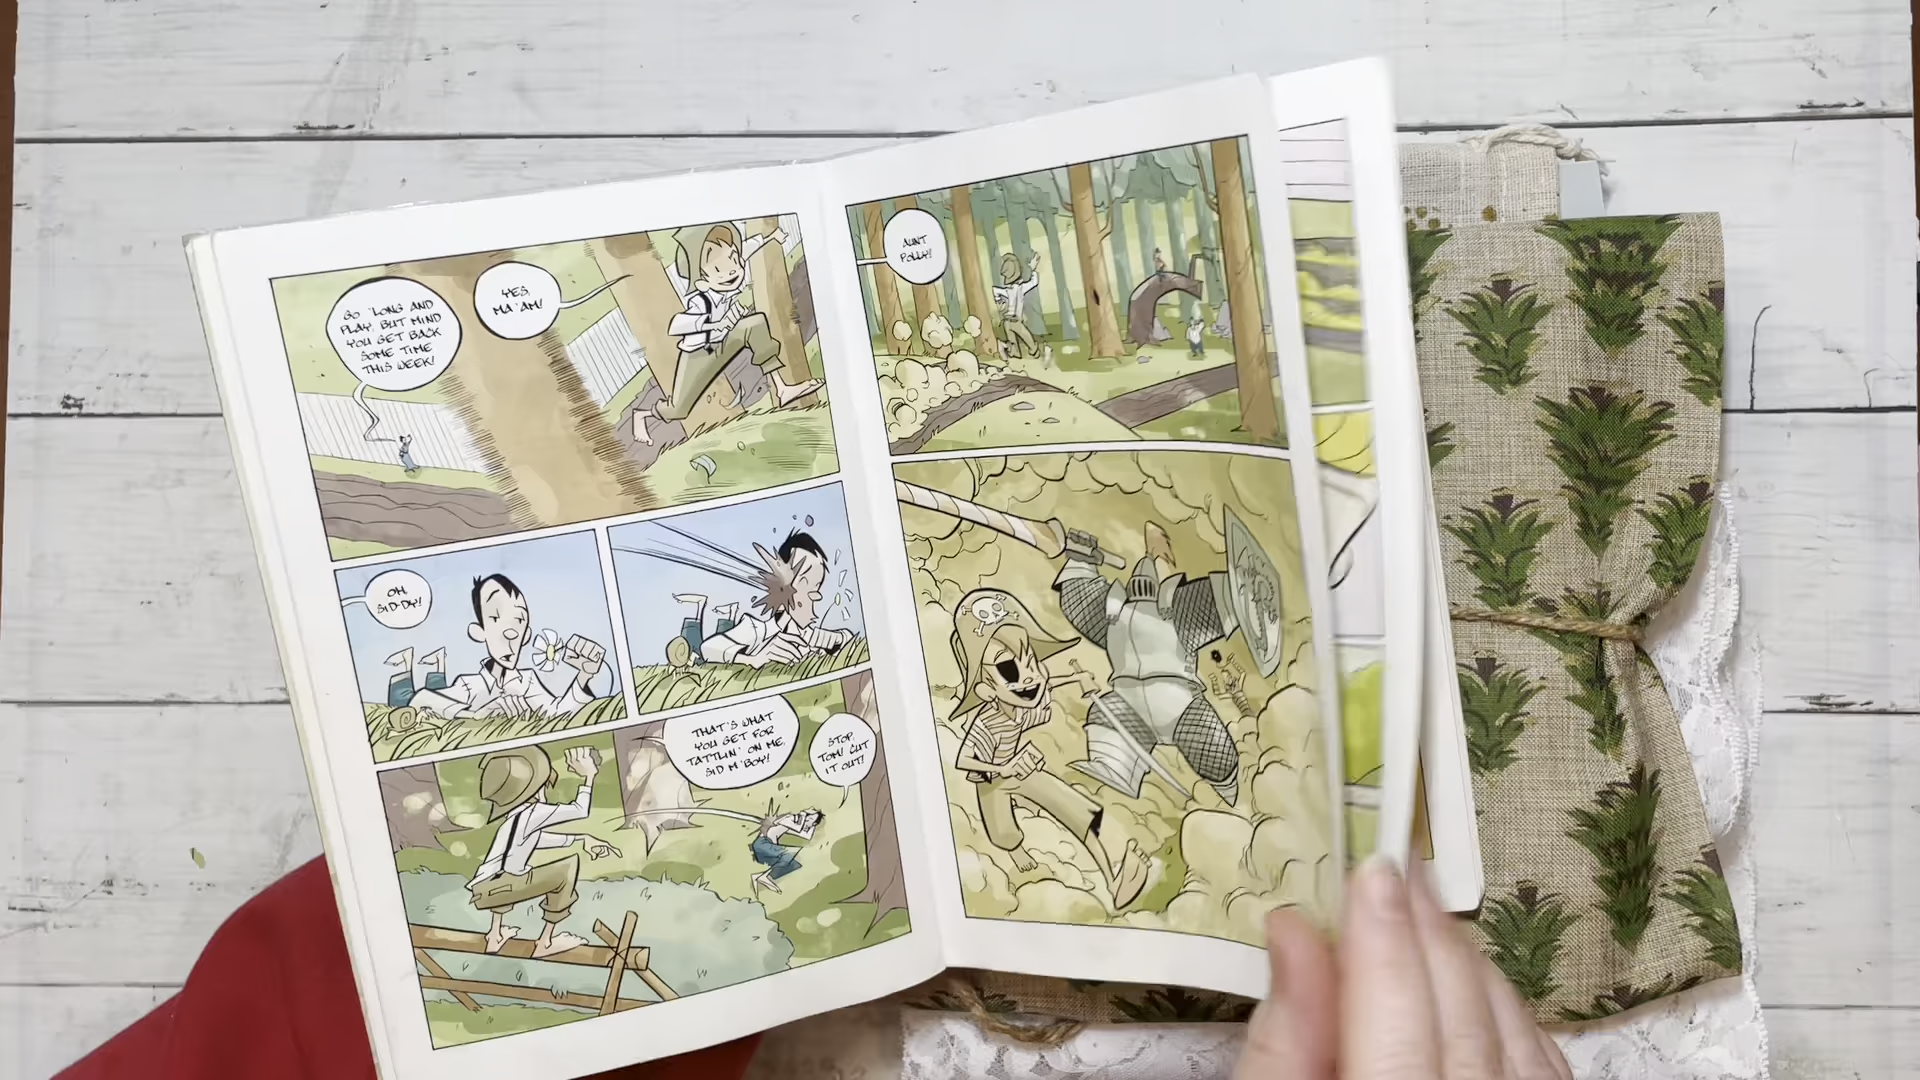 GO 'LONG AND
PLAY, BUT MIND
YOU GET BACK
SOME TIME
THIS WEEK!
YES,
MA'AM!
OH,
SID-DY!
THAT'S WHAT
YOU GET FOR
TATTLIN' ON ME,
SID M'BOY!
STOP,
TOM! CUT
IT OUT!
AUNT
POLLY!